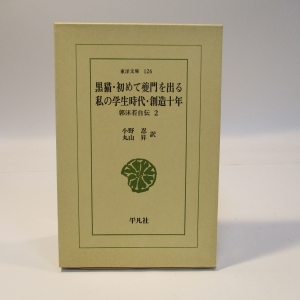 東洋文庫 126
黒猫・初めて夔門を出る
私の学生時代・創造十年
郭沫若自伝 2
小野 忍
丸山 昇 訳
平凡社